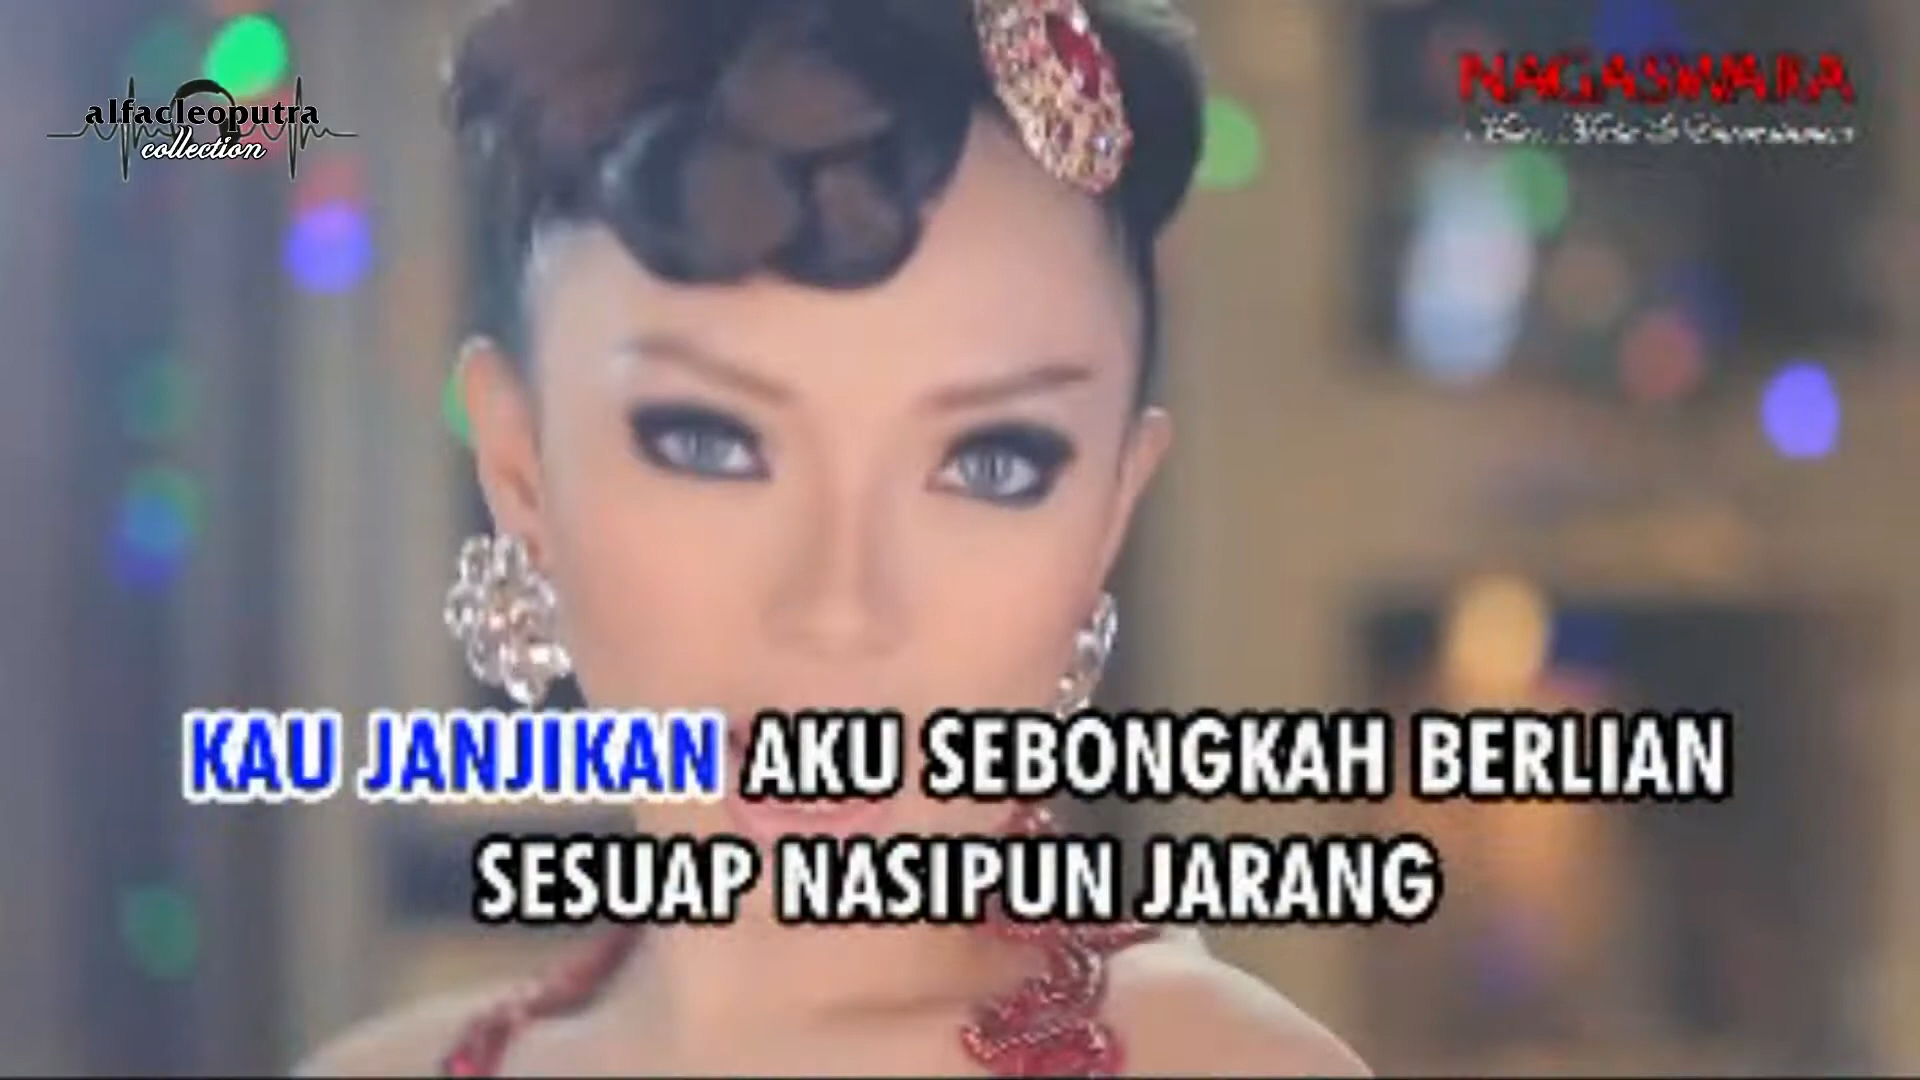 alfacleoputra
collection
NAGASWARA
KAU JANJIKAN AKU SEBONGKAH BERLIAN
SESUAP NASIPUN JARANG